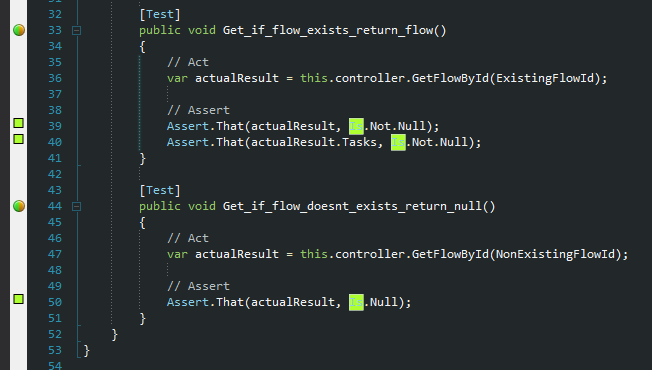 32 [Test]
33 public void Get_if_flow_exists_return_flow()
34 {
35 // Act
36 var actualResult = this.controller.GetFlowById(ExistingFlowId);
37
38 // Assert
39 Assert.That(actualResult, Is.Not.Null);
40 Assert.That(actualResult.Tasks, Is.Not.Null);
41 }
42
43 [Test]
44 public void Get_if_flow_doesnt_exists_return_null()
45 {
46 // Act
47 var actualResult = this.controller.GetFlowById(NonExistingFlowId);
48
49 // Assert
50 Assert.That(actualResult, Is.Null);
51 }
52 }
53 }
54